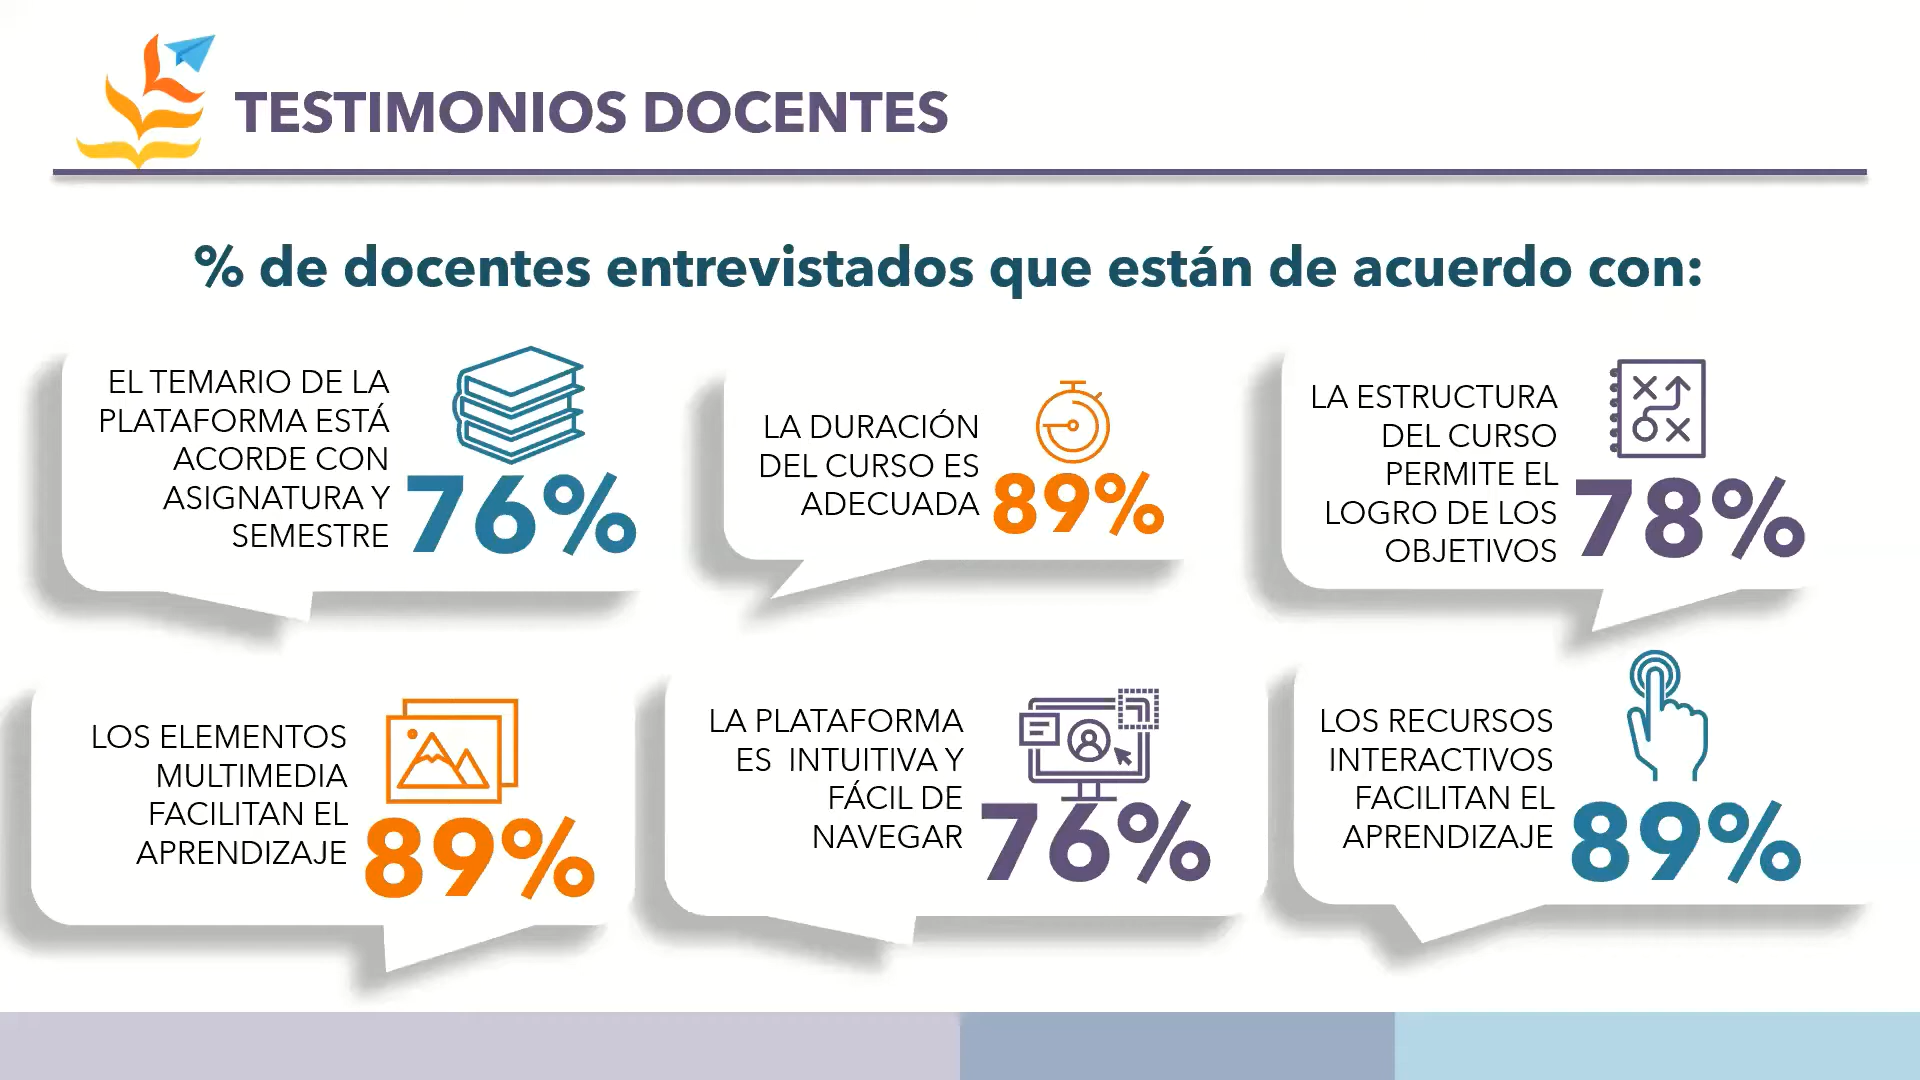 TESTIMONIOS DOCENTES
% de docentes entrevistados que están de acuerdo con:
EL TEMARIO DE LA
PLATAFORMA ESTÁ
ACORDE CON
ASIGNATURA Y
SEMESTRE
76%
LA DURACIÓN
DEL CURSO ES
ADECUADA
89%
LA ESTRUCTURA
DEL CURSO
PERMITE EL
LOGRO DE LOS
OBJETIVOS
78%
LOS ELEMENTOS
MULTIMEDIA
FACILITAN EL
APRENDIZAJE
89%
LA PLATAFORMA
ES  INTUITIVA Y
FÁCIL DE
NAVEGAR
76%
LOS RECURSOS
INTERACTIVOS
FACILITAN EL
APRENDIZAJE
89%